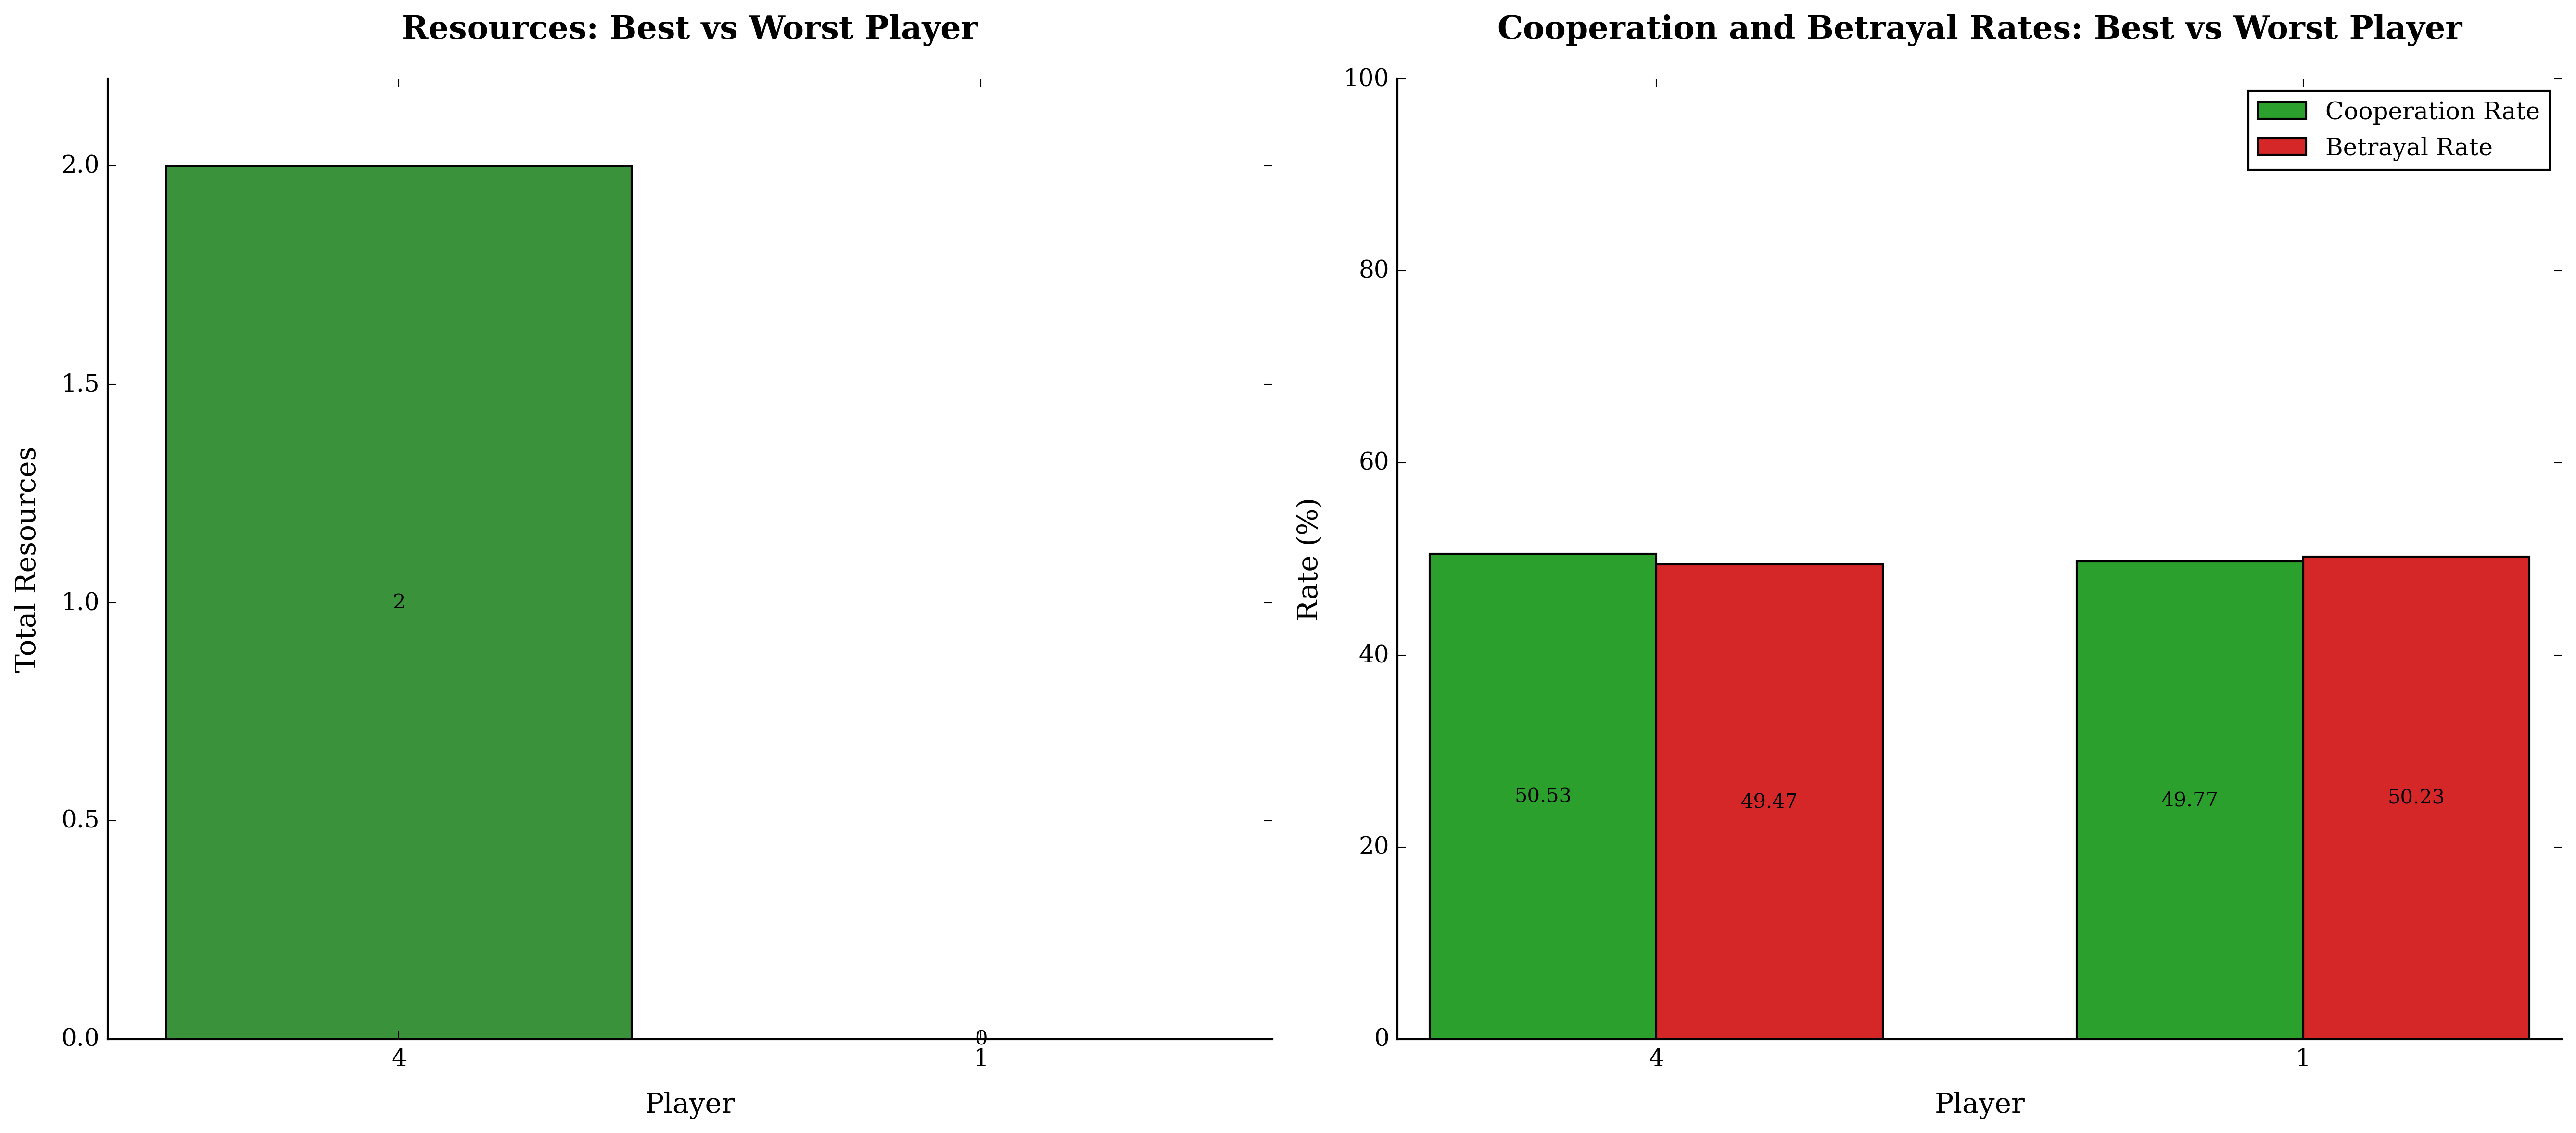 Resources: Best vs Worst Player
Total Resources
2.0
1.5
1.0
0.5
0.0
2
0
4
1
Player
Cooperation and Betrayal Rates: Best vs Worst Player
Rate (%)
100
80
60
40
20
0
Cooperation Rate
Betrayal Rate
50.53
49.47
49.77
50.23
4
1
Player